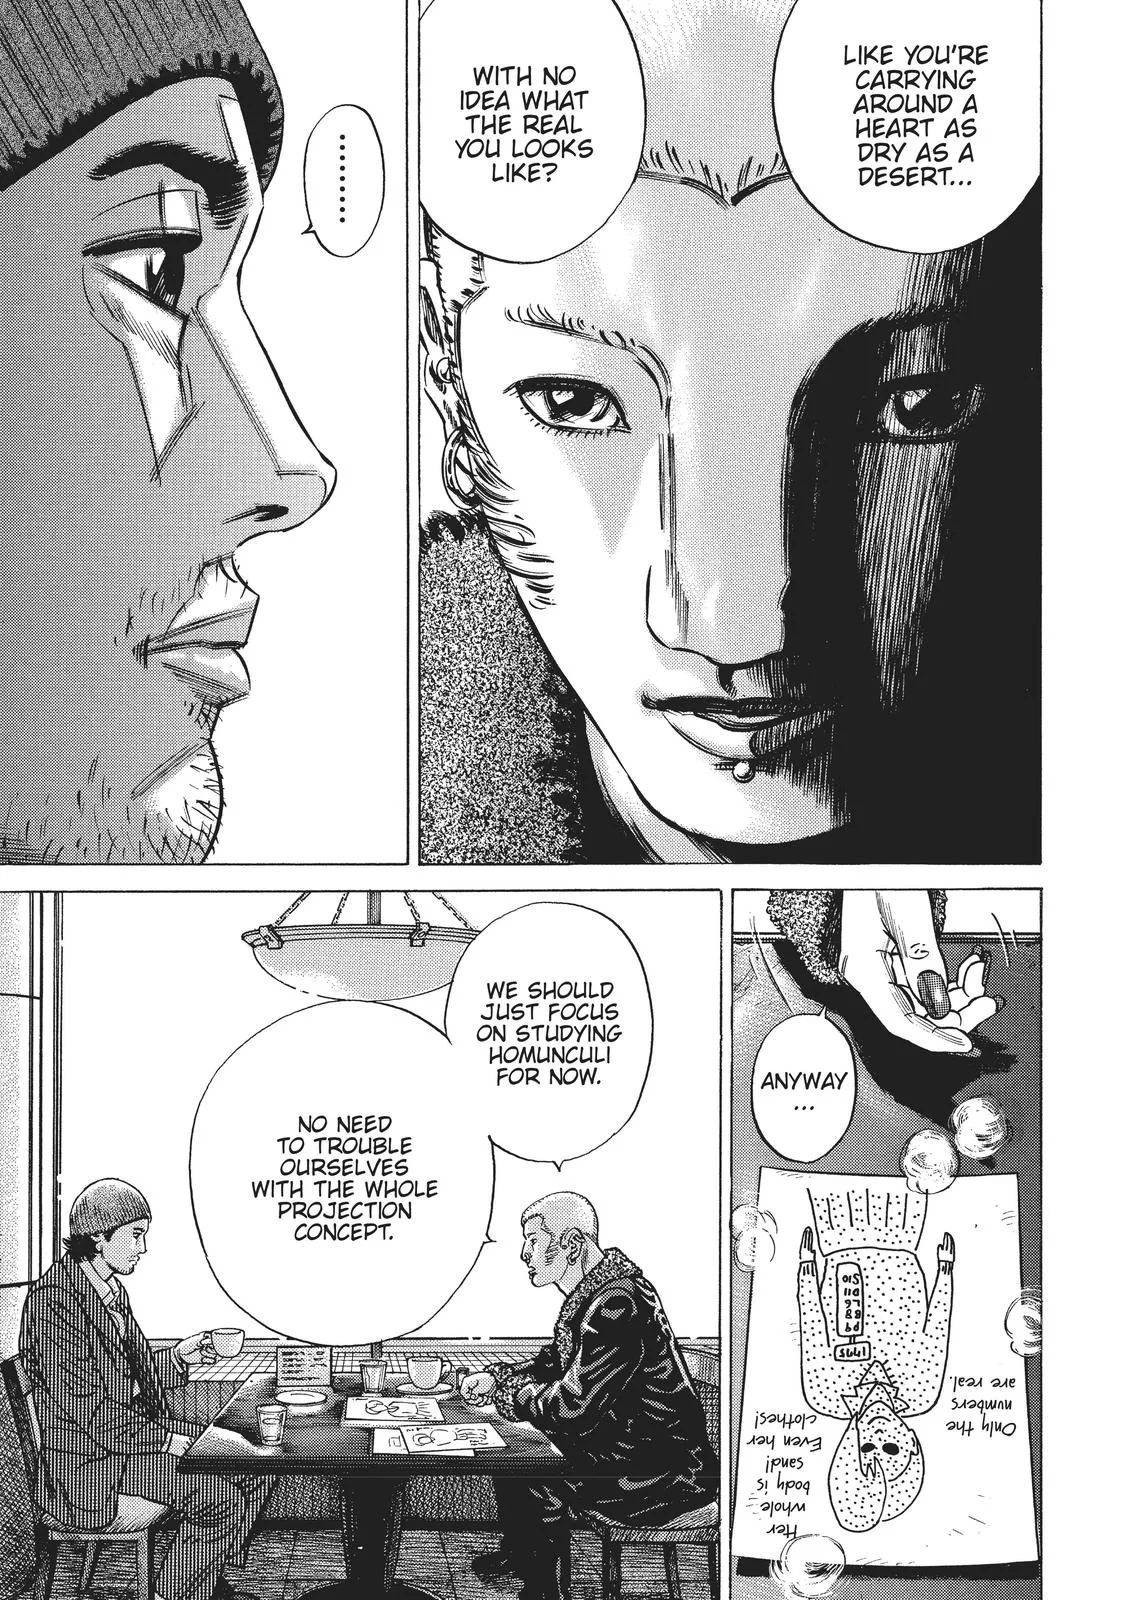 LIKE YOU'RE
CARRYING
AROUND A
HEART AS
DRY AS A
DESERT...
WITH NO
IDEA WHAT
THE REAL
YOU LOOKS
LIKE?
.........
ANYWAY
...
Her
whole
body is
sand!
Even her
clothes!
Only the
numbers
are real.
WE SHOULD
JUST FOCUS
ON STUDYING
HOMUNCULI
FOR NOW.
NO NEED
TO TROUBLE
OURSELVES
WITH THE WHOLE
PROJECTION
CONCEPT.